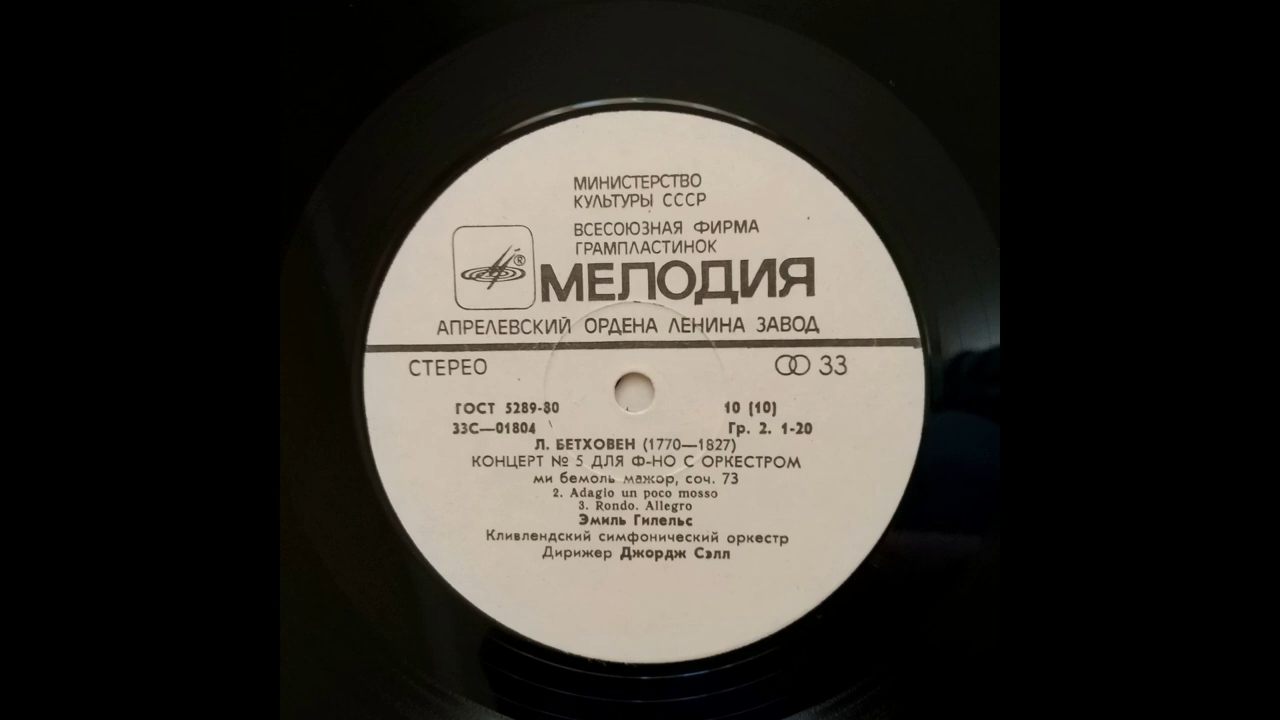 МИНИСТЕРСТВО
КУЛЬТУРЫ СССР
ВСЕСОЮЗНАЯ ФИРМА
ГРАМПЛАСТИНОК
®
МЕЛОДИЯ
АПРЕЛЕВСКИЙ ОРДЕНА ЛЕНИНА ЗАВОД
СТЕРЕО 33
ГОСТ 5289-80 10 (10)
33С—01804 Гр. 2. 1-20
Л. БЕТХОВЕН (1770—1827)
КОНЦЕРТ № 5 ДЛЯ Ф-НО С ОРКЕСТРОМ
ми бемоль мажор, соч. 73
2. Adagio un poco mosso
3. Rondo. Allegro
Эмиль Гилельс
Кливлендский симфонический оркестр
Дирижер Джордж Сэлл